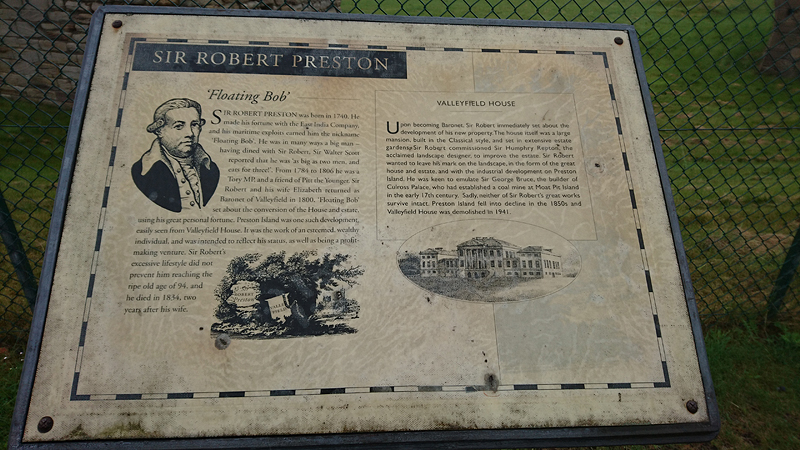 SIR ROBERT PRESTON
'Floating Bob'
SIR ROBERT PRESTON was born in 1740. He
made his fortune with the East India Company,
and his maritime exploits earned him the nickname
'Floating Bob'. He was in many ways a big man –
having dined with Sir Robert, Sir Walter Scott
reported that he was 'as big as two men, and
eats for three'. From 1784 to 1806 he was a
Tory MP, and a friend of Pitt the Younger. Sir
Robert and his wife Elizabeth returned as
Baronet of Valleyfield in 1800. 'Floating Bob'
set about the conversion of the House and estate,
using his great personal fortune. Preston Island was one such development,
easily seen from Valleyfield House. It was the work of an esteemed, wealthy
individual, and was intended to reflect his status, as well as being a profit-
making venture. Sir Robert's
excessive lifestyle did not
prevent him reaching the
ripe old age of 94, and
he died in 1834, two
years after his wife.
VALLEYFIELD HOUSE
Upon becoming Baronet, Sir Robert immediately set about the
development of his new property. The house itself was a large
mansion, built in the Classical style, and set in extensive estate
gardens. Sir Robert commissioned Sir Humphry Repton, the
acclaimed landscape designer, to improve the estate. Sir Robert
wanted to leave his mark on the landscape, in the form of the great
house and estate, and with the industrial development on Preston
Island. He was keen to emulate Sir George Bruce, the builder of
Culross Palace, who had established a coal mine at Moat Pit Island
in the early 17th century. Sadly, neither of Sir Robert's great works
survive intact. Preston Island fell into decline in the 1850s and
Valleyfield House was demolished in 1941.
ROBERT
Preston
VALLEY
FIELD